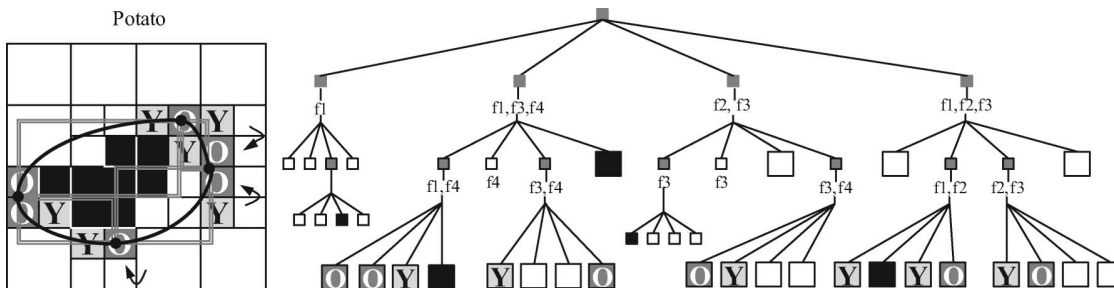 Potato
Y O Y
Y O
O O
O Y Y
Y O
f1 f1,f3,f4 f2, f3 f1,f2,f3
f1,f4 f4 f3,f4 f3 f3 f3,f4 f1,f2 f2,f3
O O Y Y O O Y Y Y O Y O